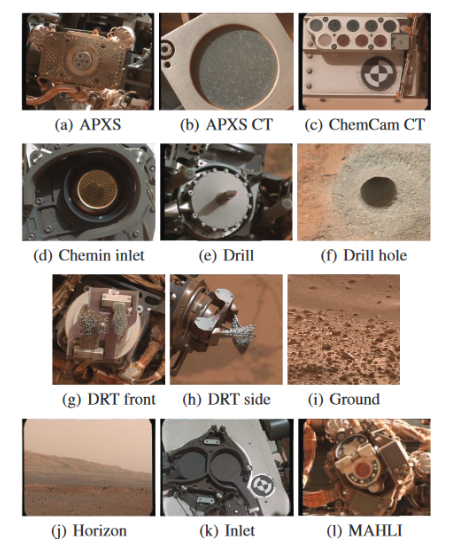 (a) APXS
(b) APXS CT
(c) ChemCam CT
(d) Chemin inlet
(e) Drill
(f) Drill hole
(g) DRT front
(h) DRT side
(i) Ground
(j) Horizon
(k) Inlet
(l) MAHLI